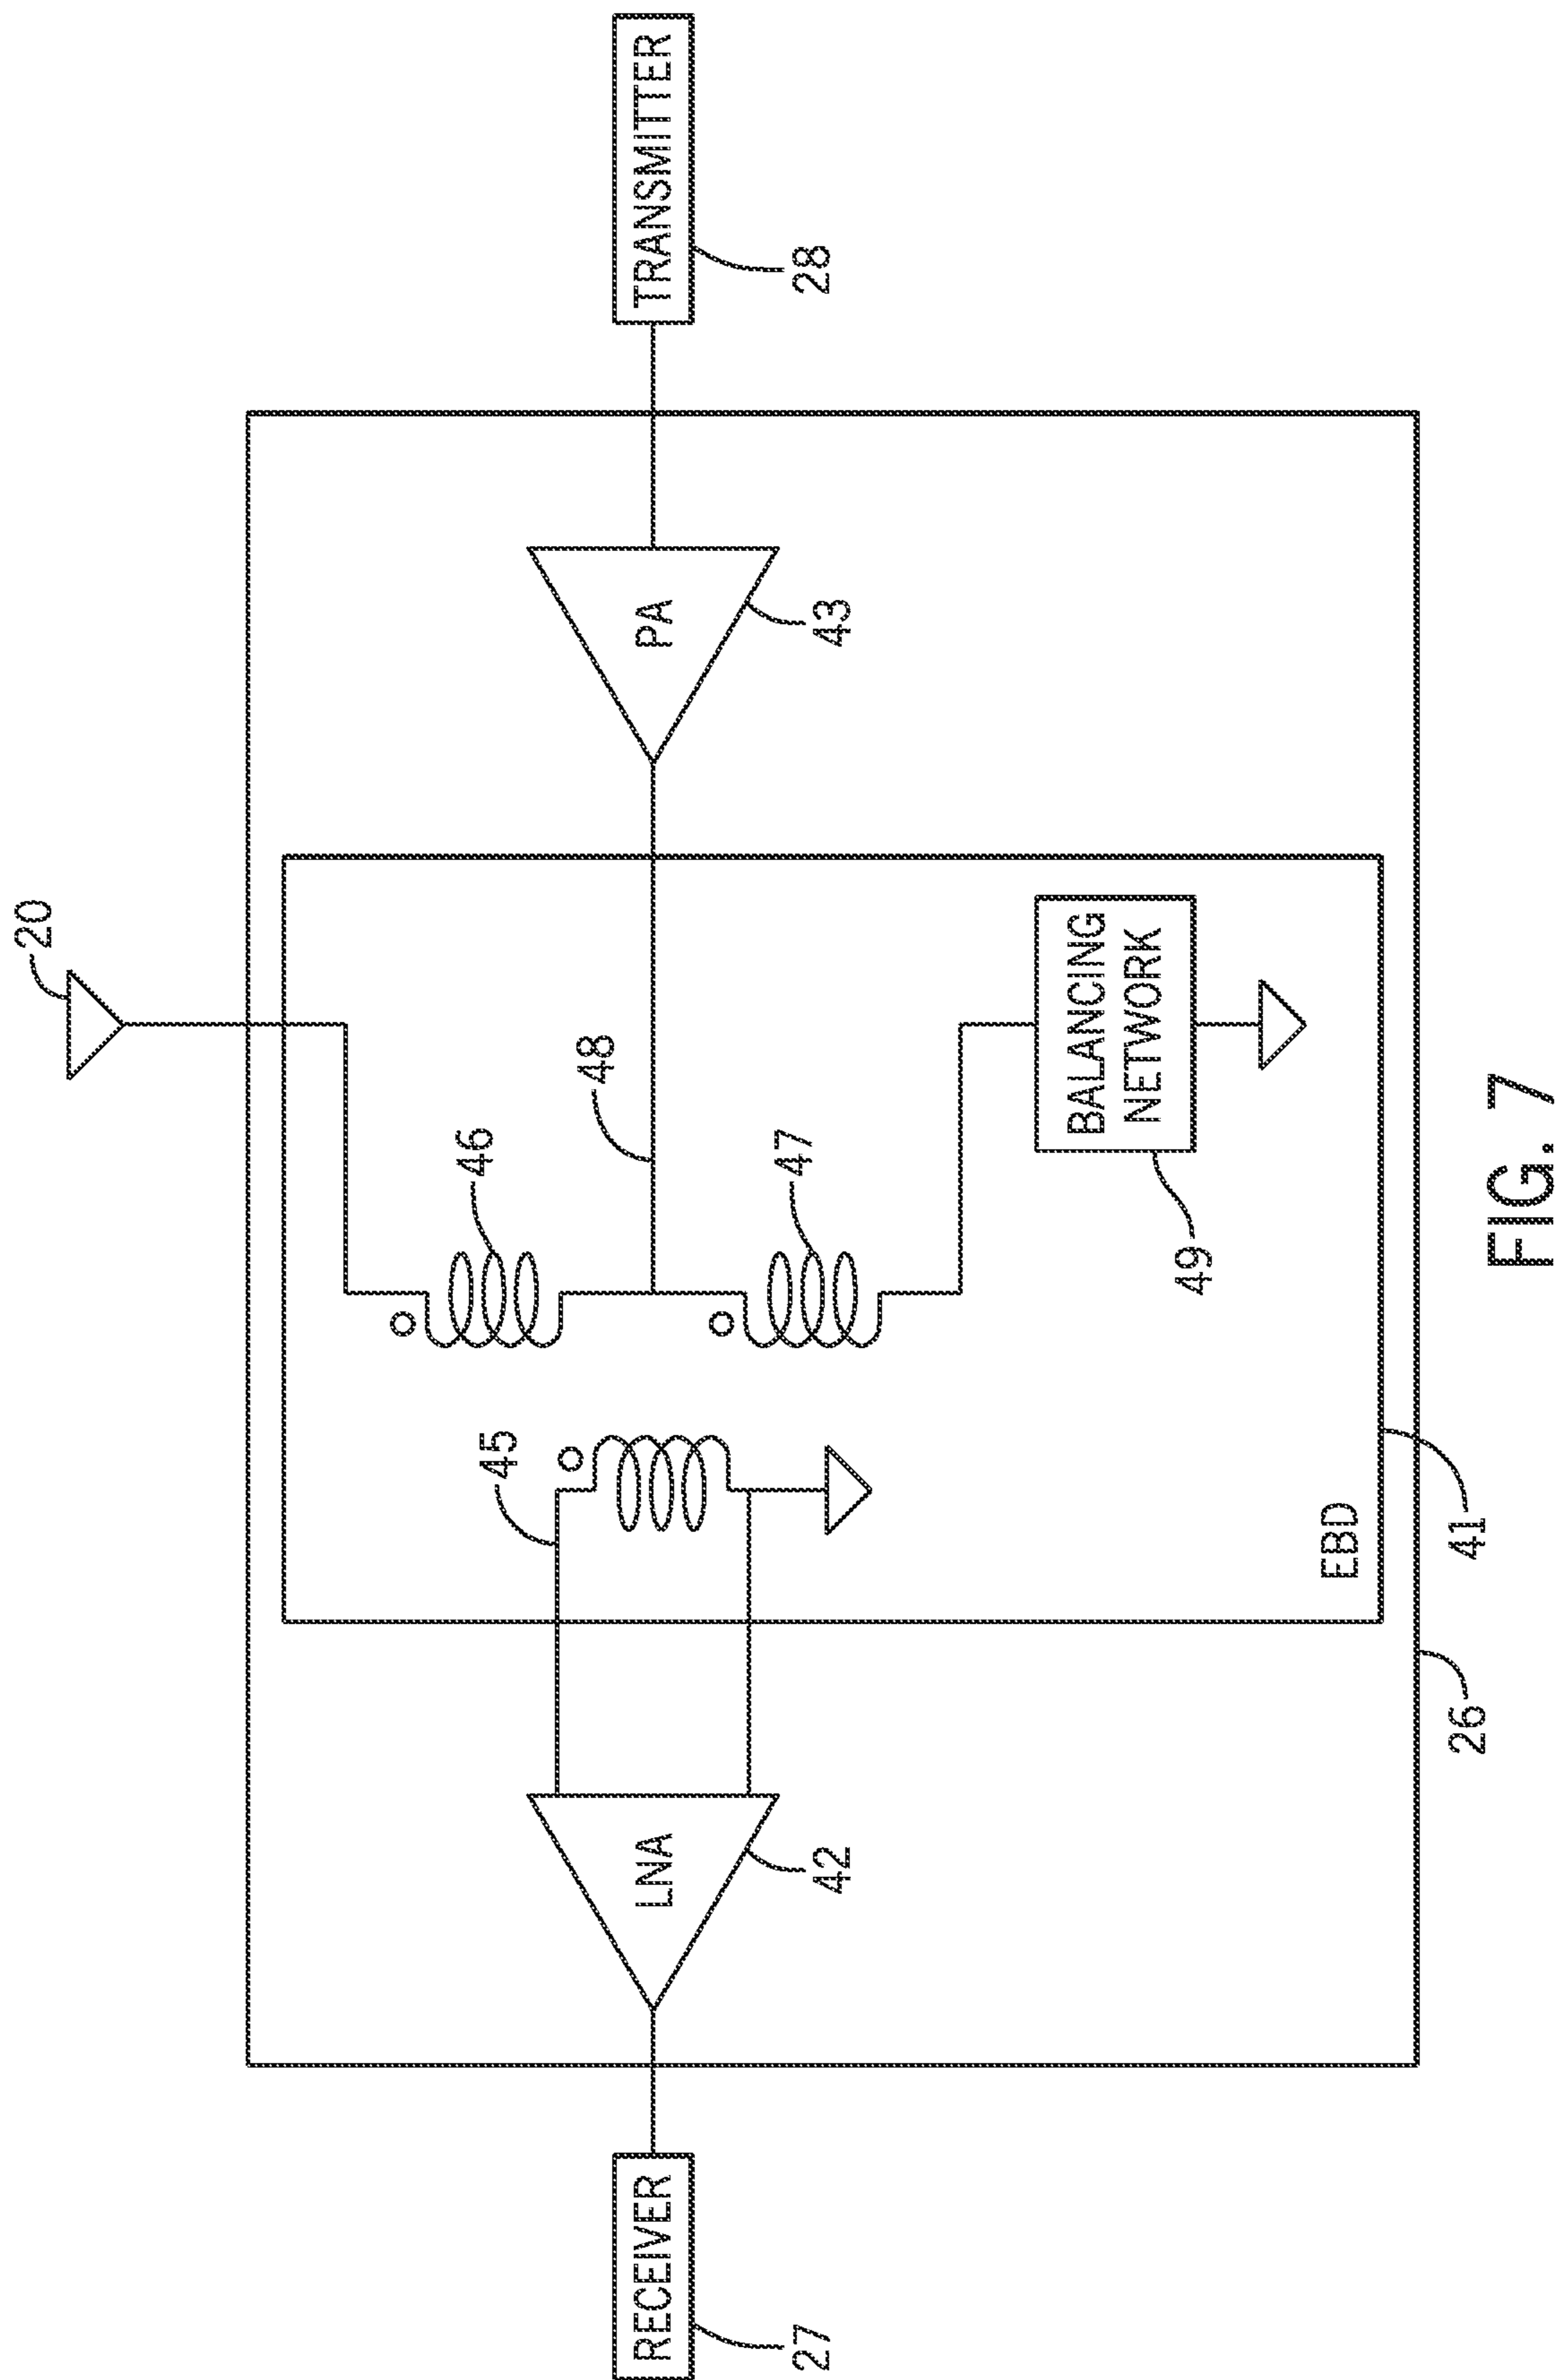 20
RECEIVER
27
LNA
42
45
46
48
47
PA
43
TRANSMITTER
28
BALANCING
NETWORK
49
EBD
41
26
FIG. 7